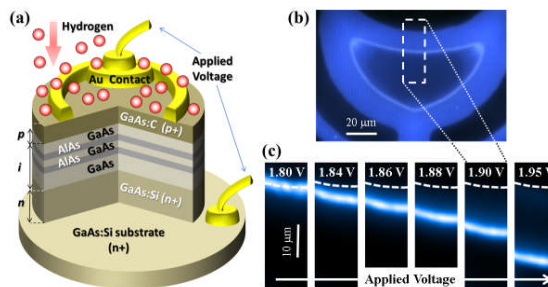 (a)
Hydrogen
Au Contact
Applied
Voltage
GaAs:C (p+)
p
i
n
GaAs
AlAs
GaAs
AlAs
GaAs
GaAs:Si (n+)
GaAs:Si substrate
(n+)
(b)
20 μm
(c)
1.80 V 1.84 V 1.86 V 1.88 V 1.90 V 1.95 V
10 μm
Applied Voltage